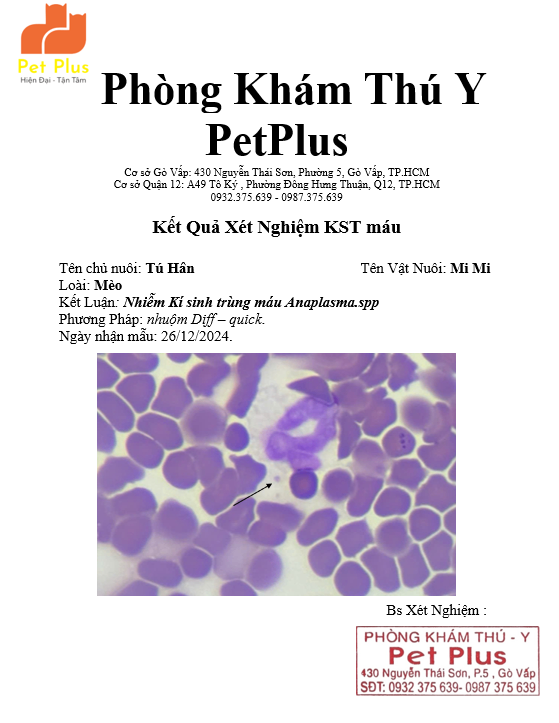 Pet Plus
Hiện Đại - Tận Tâm
Phòng Khám Thú Y
PetPlus
Cơ sở Gò Vấp: 430 Nguyễn Thái Sơn, Phường 5, Gò Vấp, TP.HCM
Cơ sở Quận 12: A49 Tô Ký , Phường Đông Hưng Thuận, Q12, TP.HCM
0932.375.639 - 0987.375.639
Kết Quả Xét Nghiệm KST máu
Tên chủ nuôi: Tú Hân Tên Vật Nuôi: Mi Mi
Loài: Mèo
Kết Luận: Nhiễm Kí sinh trùng máu Anaplasma.spp
Phương Pháp: nhuộm Diff – quick.
Ngày nhận mẫu: 26/12/2024.
Bs Xét Nghiệm :
PHÒNG KHÁM THÚ - Y
Pet Plus
430 Nguyễn Thái Sơn, P.5 , Gò Vấp
SĐT: 0932 375 639- 0987 375 639